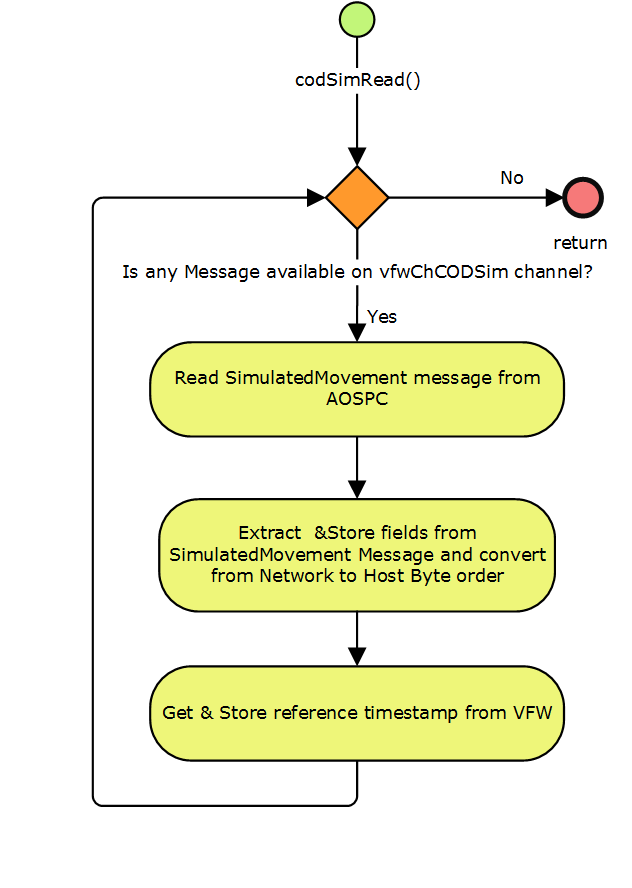 codSimRead()
No
return
Is any Message available on vfwChCODSim channel?
Yes
Read SimulatedMovement message from
AOSPC
Extract  &Store fields from
SimulatedMovement Message and convert
from Network to Host Byte order
Get & Store reference timestamp from VFW